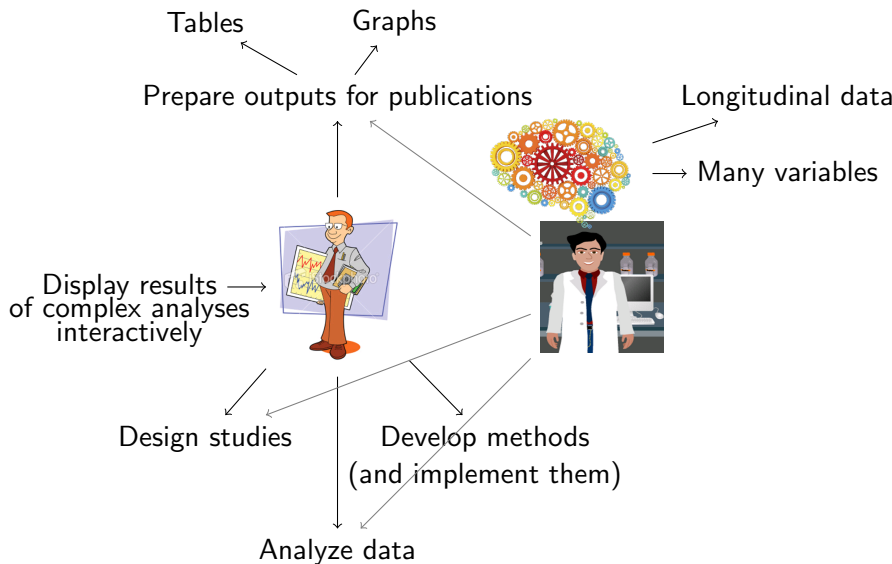 Tables
Graphs
Prepare outputs for publications
Longitudinal data
Many variables
Display results
of complex analyses
interactively
Design studies
Develop methods
(and implement them)
Analyze data